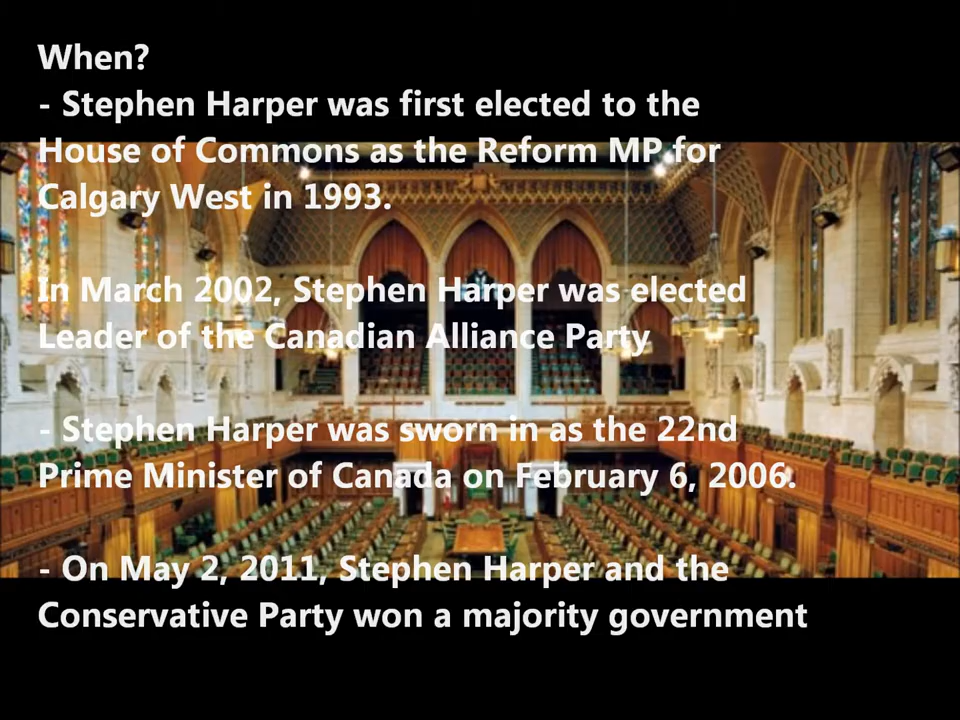 When?
- Stephen Harper was first elected to the
House of Commons as the Reform MP for
Calgary West in 1993.
In March 2002, Stephen Harper was elected
Leader of the Canadian Alliance Party
- Stephen Harper was sworn in as the 22nd
Prime Minister of Canada on February 6, 2006.
- On May 2, 2011, Stephen Harper and the
Conservative Party won a majority government